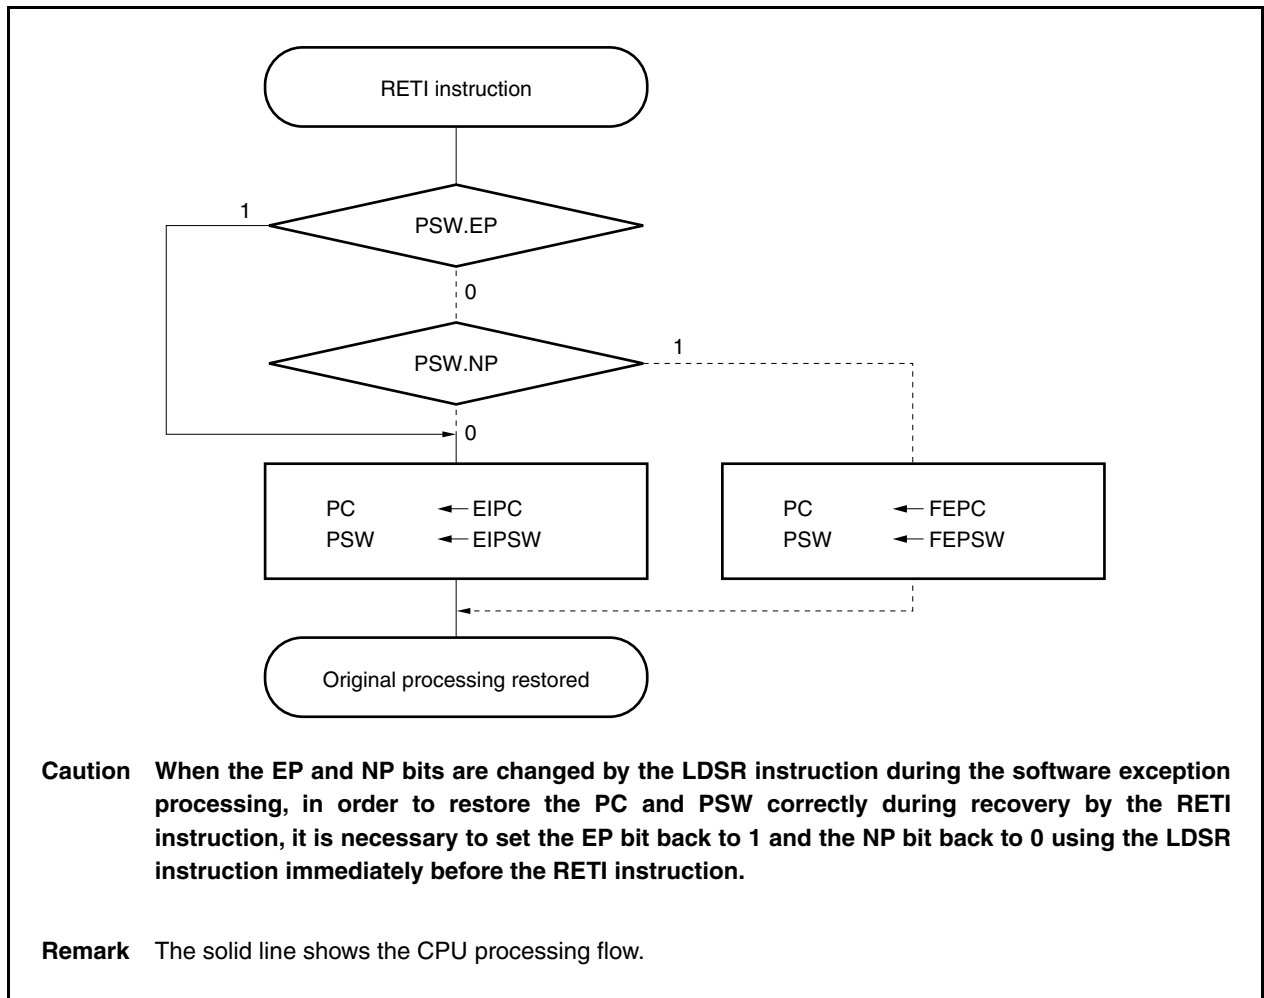 RETI instruction
1
PSW.EP
0
1
PSW.NP
0
PC ← EIPC
PSW ← EIPSW
PC ← FEPC
PSW ← FEPSW
Original processing restored
Caution When the EP and NP bits are changed by the LDSR instruction during the software exception
processing, in order to restore the PC and PSW correctly during recovery by the RETI
instruction, it is necessary to set the EP bit back to 1 and the NP bit back to 0 using the LDSR
instruction immediately before the RETI instruction.
Remark The solid line shows the CPU processing flow.